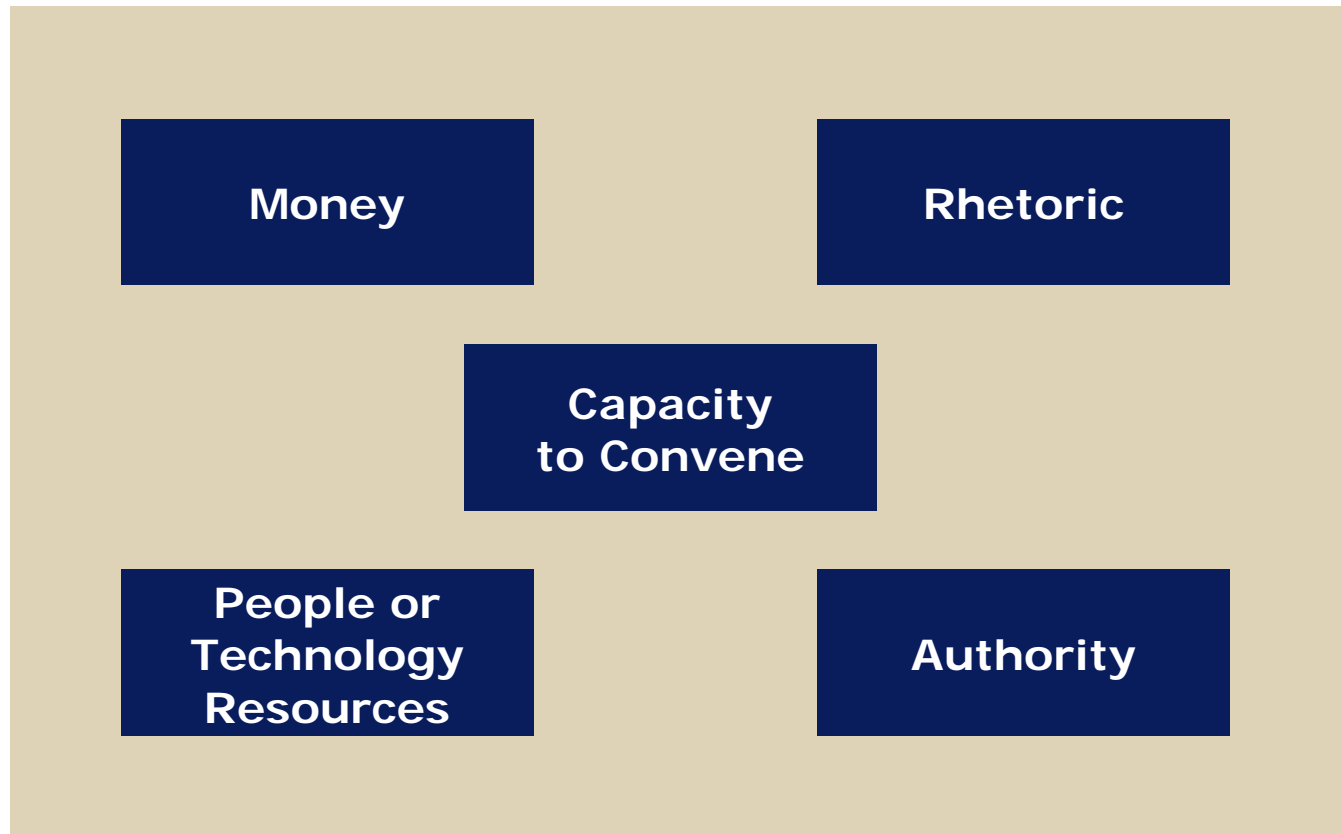 Money
Rhetoric
Capacity
to Convene
People or
Technology
Resources
Authority